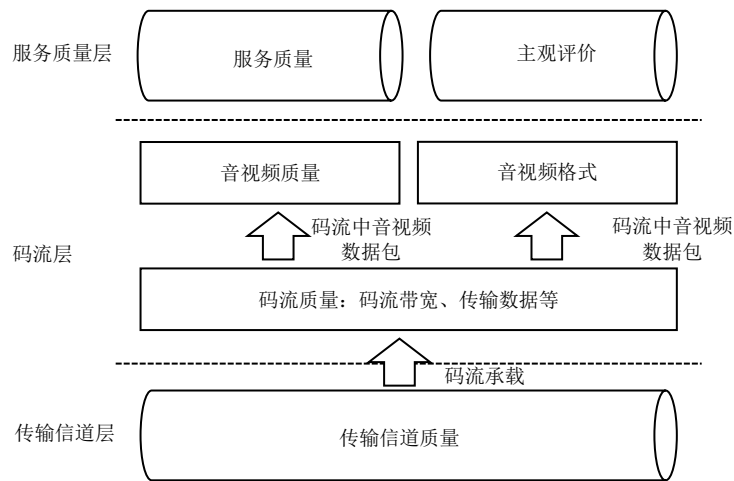 服务质量层
服务质量
主观评价
音视频质量
音视频格式
码流中音视频
数据包
码流中音视频
数据包
码流层
码流质量：码流带宽、传输数据等
码流承载
传输信道层
传输信道质量